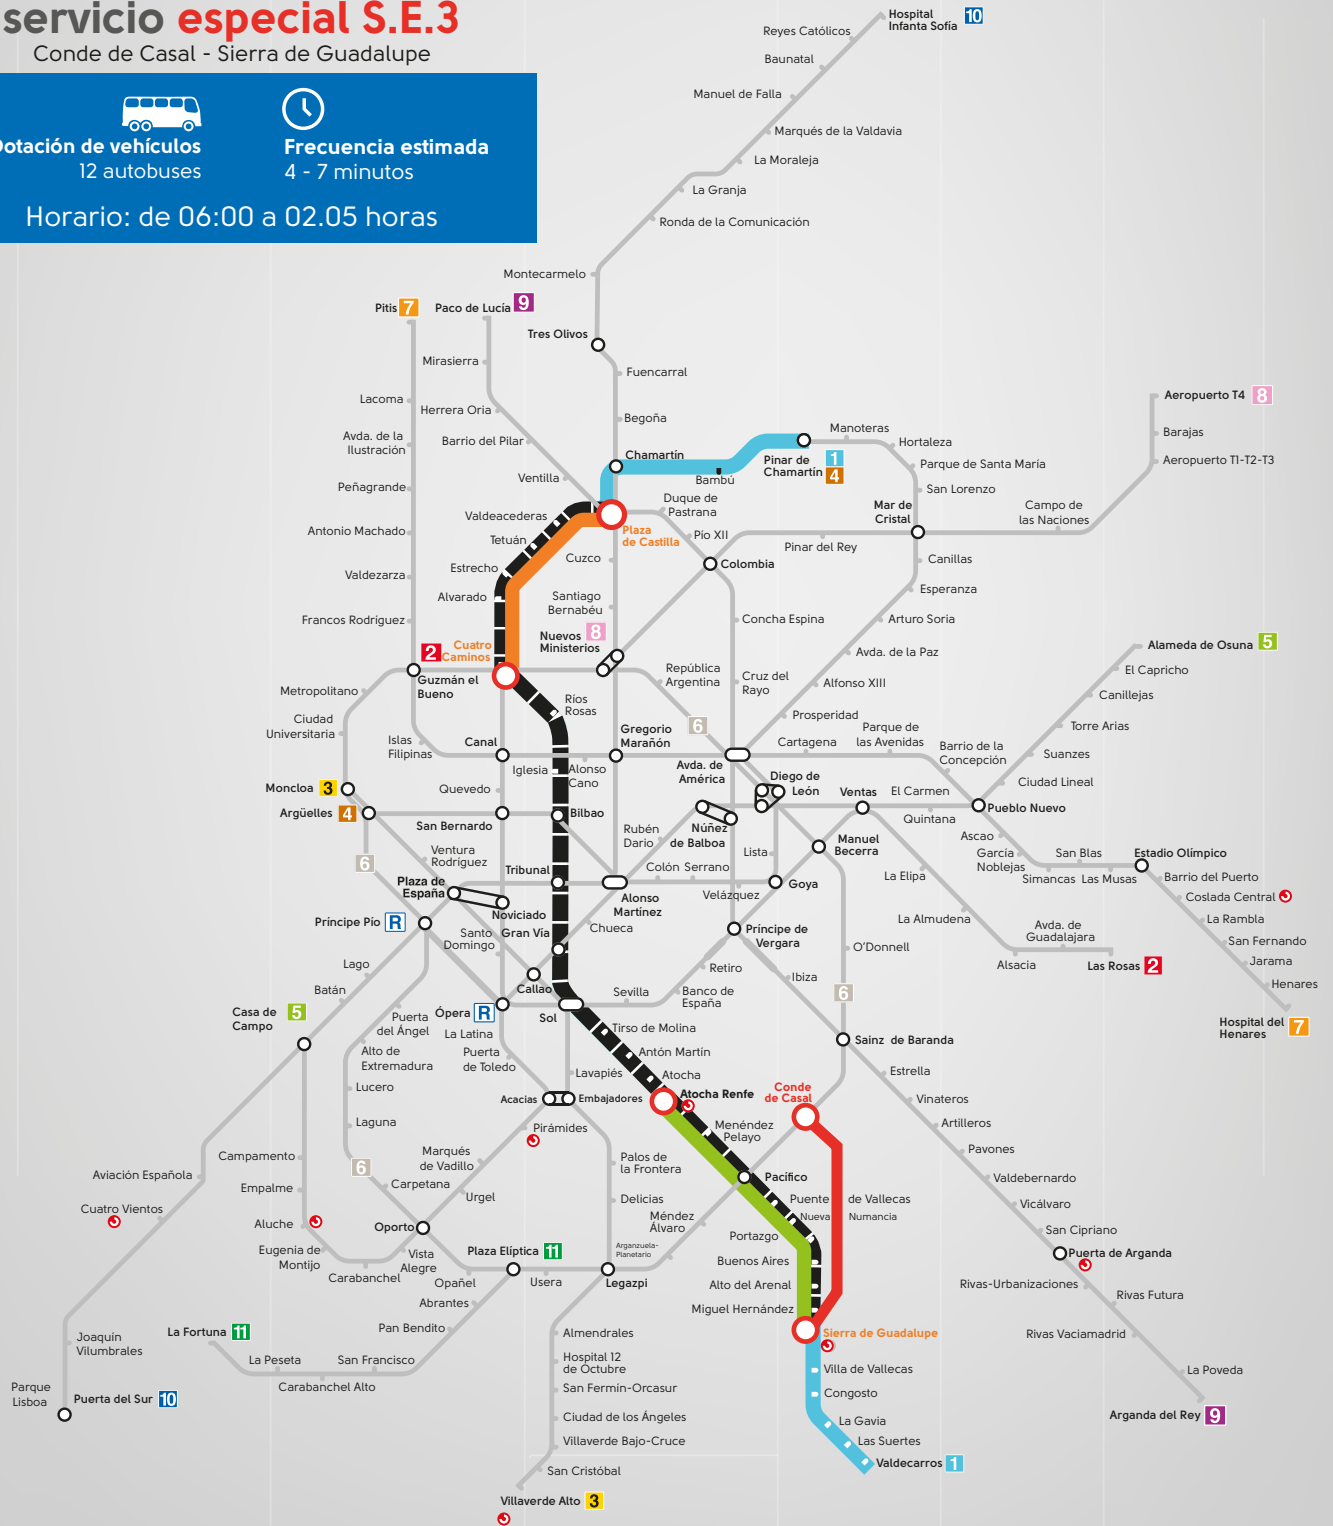 servicio especial S.E.3
Conde de Casal - Sierra de Guadalupe
Dotación de vehículos
12 autobuses
Frecuencia estimada
4 - 7 minutos
Horario: de 06:00 a 02.05 horas
Hospital
Infanta Sofía
10
Reyes Católicos
Baunatal
Manuel de Falla
Marqués de la Valdavia
La Moraleja
La Granja
Ronda de la Comunicación
Montecarmelo
Tres Olivos
Fuencarral
Begoña
Chamartín
Bambú
Pinar de
Chamartín
1
4
Pitis
7
Paco de Lucía
9
Mirasierra
Herrera Oria
Barrio del Pilar
Ventilla
Lacoma
Avda. de la
Ilustración
Peñagrande
Antonio Machado
Valdezarza
Francos Rodríguez
Valdeacederas
Tetuán
Estrecho
Alvarado
Plaza
de Castilla
Cuzco
Santiago
Bernabéu
Nuevos
Ministerios
8
Duque de
Pastrana
Pío XII
Colombia
Manoteras
Hortaleza
Parque de Santa María
San Lorenzo
Mar de
Cristal
Pinar del Rey
Campo de
las Naciones
Aeropuerto T4
8
Barajas
Aeropuerto T1-T2-T3
Canillas
Esperanza
Arturo Soria
Avda. de la Paz
Alfonso XIII
Prosperidad
Concha Espina
Cruz del
Rayo
República
Argentina
6
2
Cuatro
Caminos
Guzmán el
Bueno
Metropolitano
Ciudad
Universitaria
Islas
Filipinas
Canal
Ríos
Rosas
Iglesia
Alonso
Cano
Gregorio
Marañón
Avda. de
América
Cartagena
Parque de
las Avenidas
Barrio de la
Concepción
Alameda de Osuna
5
El Capricho
Canillejas
Torre Arias
Suanzes
Ciudad Lineal
Pueblo Nuevo
Moncloa
3
Argüelles
4
6
Quevedo
San Bernardo
Bilbao
Ventura
Rodríguez
Plaza de
España
Tribunal
Noviciado
Rubén
Dario
Colón
Serrano
Núñez
de Balboa
Diego de
León
Lista
Velázquez
Goya
Ventas
El Carmen
Quintana
Manuel
Becerra
La Elipa
La Almudena
Alsacia
Avda. de
Guadalajara
Las Rosas
2
Ascao
García
Noblejas
San Blas
Simancas
Las Musas
Estadio Olímpico
Barrio del Puerto
Coslada Central
La Rambla
San Fernando
Jarama
Henares
Hospital del
Henares
7
Alonso
Martínez
Chueca
Príncipe Pío
R
Santo
Domingo
Gran Vía
Callao
Príncipe de
Vergara
O'Donnell
Retiro
Ibiza
Banco de
España
Sevilla
6
Lago
Batán
Casa de
Campo
5
Puerta
del Ángel
Alto de
Extremadura
Lucero
Laguna
6
Ópera
R
Sol
La Latina
Puerta
de Toledo
Lavapiés
Acacias
Embajadores
Pirámides
Tirso de Molina
Antón Martín
Atocha
Atocha Renfe
Menéndez
Pelayo
Pacífico
Conde
de Casal
Sainz de Baranda
Estrella
Vinateros
Artilleros
Pavones
Valdebernardo
Vicálvaro
San Cipriano
Puerta de Arganda
Rivas-Urbanizaciones
Rivas Futura
Rivas Vaciamadrid
La Poveda
Arganda del Rey
9
Aviación Española
Cuatro Vientos
Joaquín
Vilumbrales
Parque
Lisboa
Puerta del Sur
10
Campamento
Empalme
Aluche
Eugenia de
Montijo
Carabanchel
Vista
Alegre
Oporto
Carpetana
Marqués
de Vadillo
Urgel
Opañel
Plaza Elíptica
11
Usera
Legazpi
Abrantes
Pan Bendito
San Francisco
Carabanchel Alto
La Peseta
La Fortuna
11
Palos de
la Frontera
Delicias
Méndez
Álvaro
Arganzuela-
Planetario
Puente de Vallecas
Nueva Numancia
Portazgo
Buenos Aires
Alto del Arenal
Miguel Hernández
Sierra de Guadalupe
Villa de Vallecas
Congosto
La Gavia
Las Suertes
Valdecarros
1
Almendrales
Hospital 12
de Octubre
San Fermín-Orcasur
Ciudad de los Ángeles
Villaverde Bajo-Cruce
San Cristóbal
Villaverde Alto
3